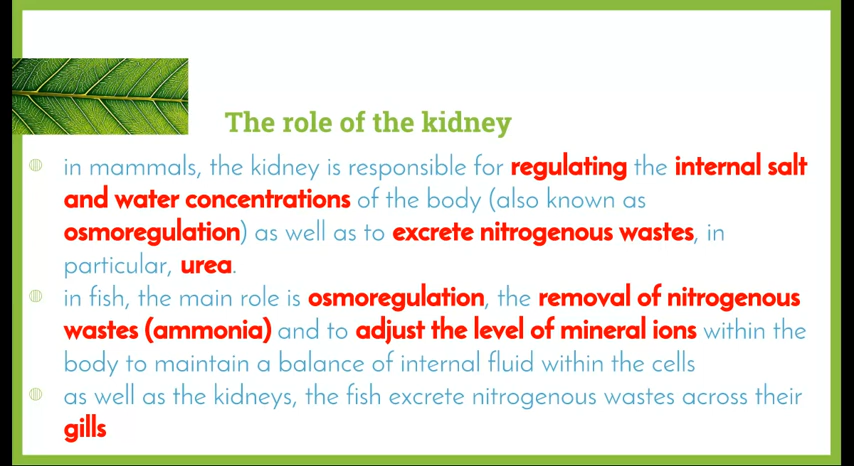 The role of the kidney
in mammals, the kidney is responsible for regulating the internal salt
and water concentrations of the body (also known as
osmoregulation) as well as to excrete nitrogenous wastes, in
particular, urea.
in fish, the main role is osmoregulation, the removal of nitrogenous
wastes (ammonia) and to adjust the level of mineral ions within the
body to maintain a balance of internal fluid within the cells
as well as the kidneys, the fish excrete nitrogenous wastes across their
gills